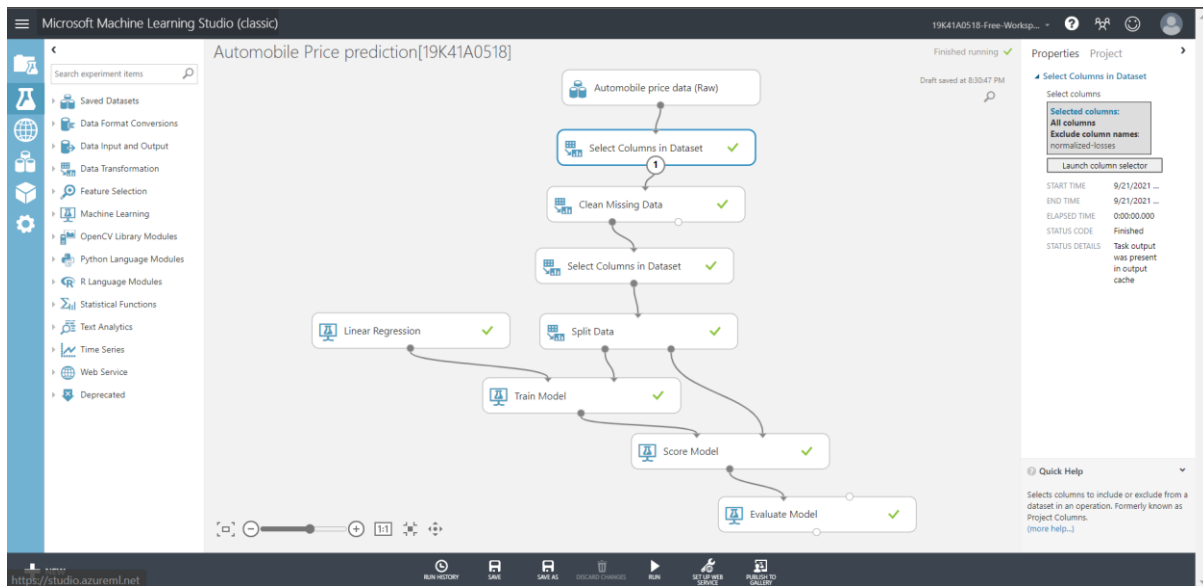 Microsoft Machine Learning Studio (classic)
19K41A0518-Free-Worksp...
Search experiment items
Saved Datasets
Data Format Conversions
Data Input and Output
Data Transformation
Feature Selection
Machine Learning
OpenCV Library Modules
Python Language Modules
R Language Modules
Statistical Functions
Text Analytics
Time Series
Web Service
Deprecated
Automobile Price prediction[19K41A0518]
Finished running
Draft saved at 8:30:47 PM
Automobile price data (Raw)
Select Columns in Dataset
1
Clean Missing Data
Select Columns in Dataset
Linear Regression
Split Data
Train Model
Score Model
Evaluate Model
1:1
Properties Project
Select Columns in Dataset
Select columns
Selected columns:
All columns
Exclude column names:
normalized-losses
Launch column selector
START TIME 9/21/2021 ...
END TIME 9/21/2021 ...
ELAPSED TIME 0:00:00.000
STATUS CODE Finished
STATUS DETAILS Task output
was present
in output
cache
Quick Help
Selects columns to include or exclude from a
dataset in an operation. Formerly known as
Project Columns.
(more help...)
NEW
https://studio.azureml.net
RUN HISTORY
SAVE
SAVE AS
DISCARD CHANGES
RUN
SET UP WEB
SERVICE
PUBLISH TO
GALLERY